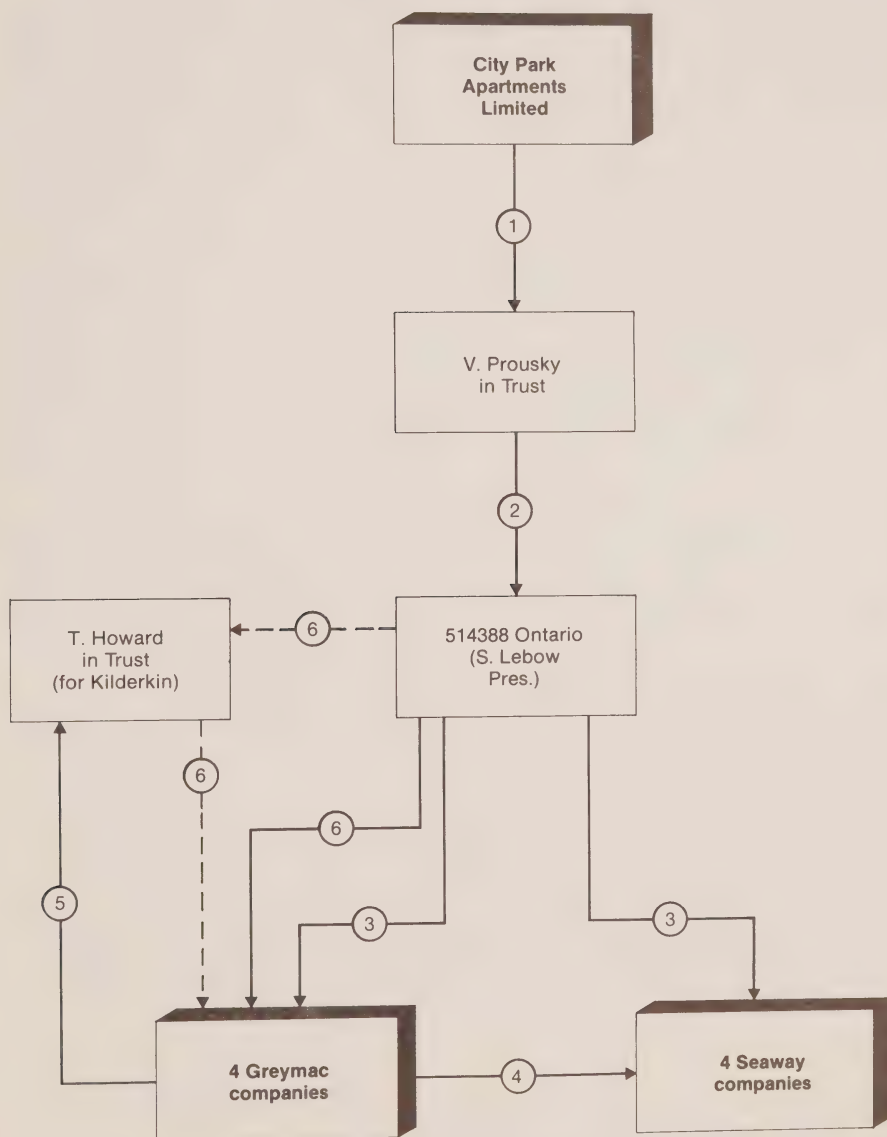 City Park
Apartments
Limited
1
V. Prousky
in Trust
2
T. Howard
in Trust
(for Kilderkin)
6
514388 Ontario
(S. Lebow
Pres.)
6
6
5
3
3
4 Greymac
companies
4
4 Seaway
companies